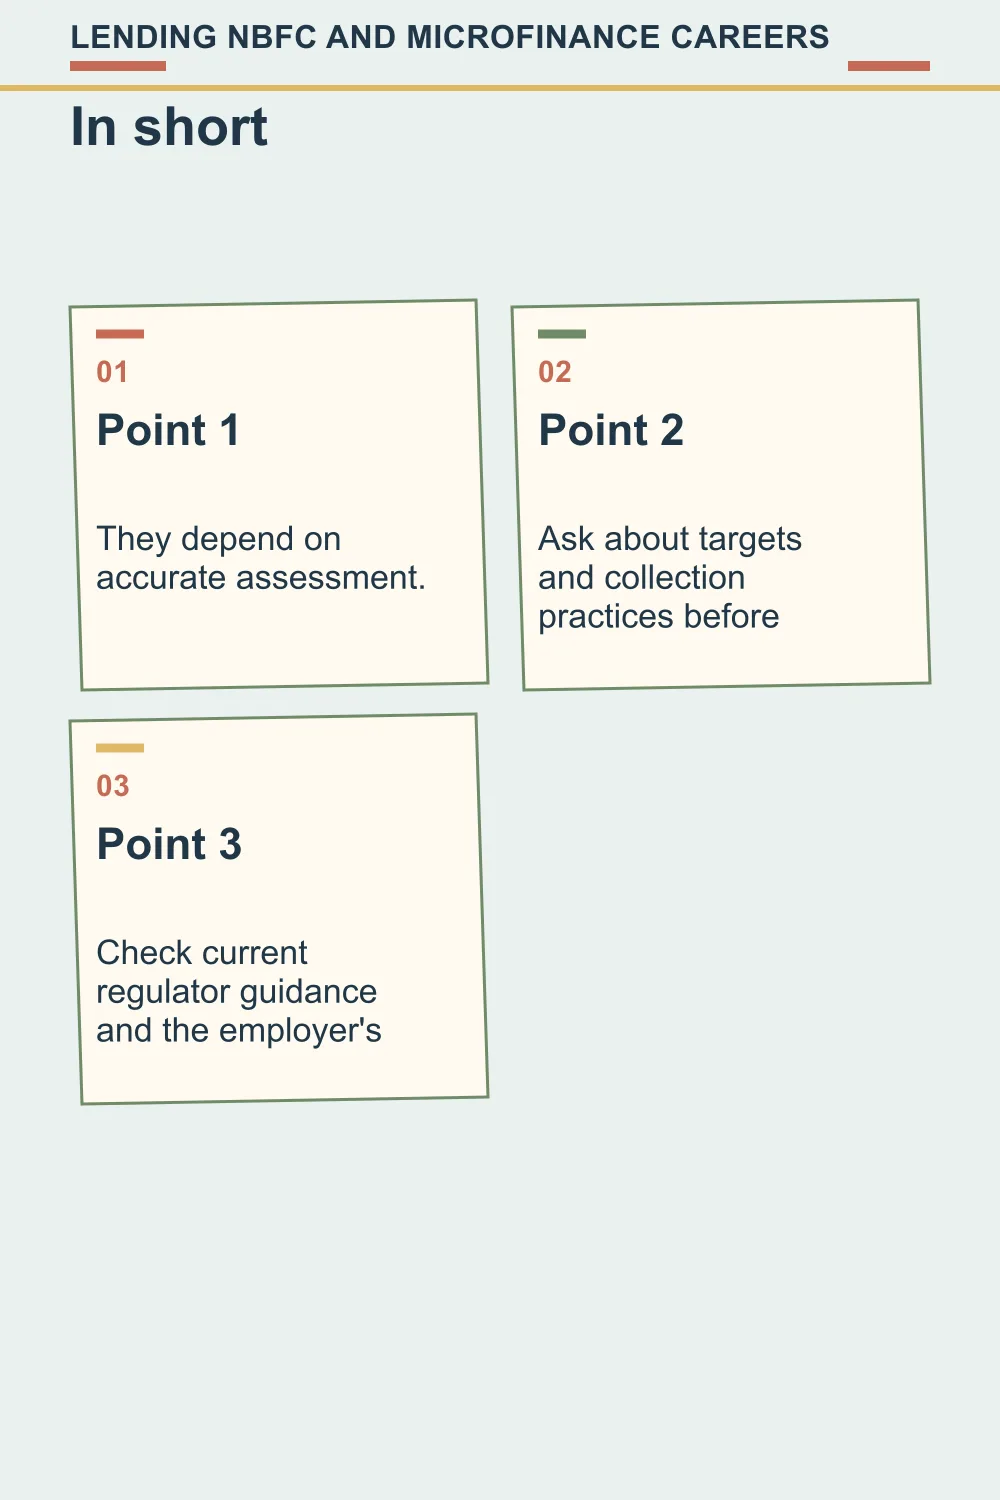 LENDING NBFC AND MICROFINANCE CAREERS
In short
01
Point 1
They depend on
accurate assessment.
02
Point 2
Ask about targets
and collection
practices before
03
Point 3
Check current
regulator guidance
and the employer's